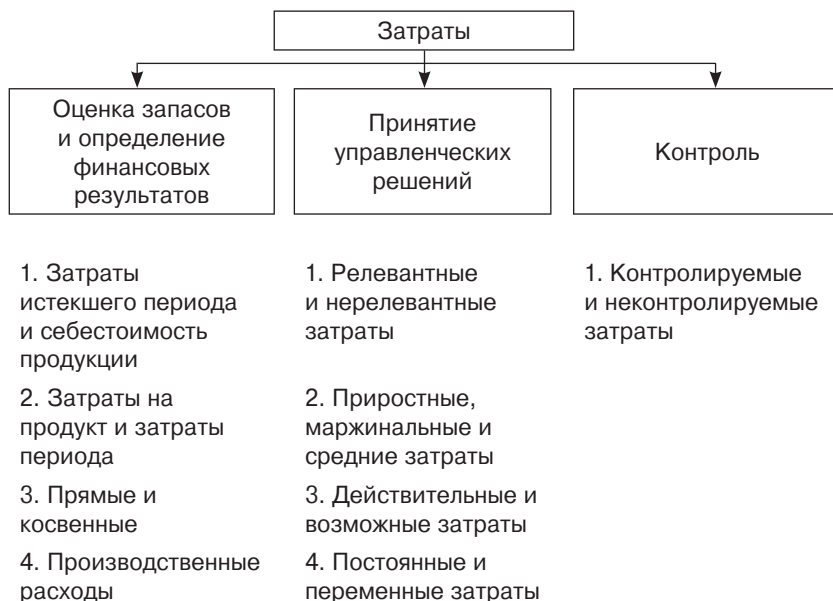 Затраты
Оценка запасов
и определение
финансовых
результатов
Принятие
управленческих
решений
Контроль
1. Затраты
истекшего периода
и себестоимость
продукции
2. Затраты на
продукт и затраты
периода
3. Прямые и
косвенные
4. Производственные
расходы
1. Релевантные
и нерелевантные
затраты
2. Приростные,
маржинальные и
средние затраты
3. Действительные и
возможные затраты
4. Постоянные и
переменные затраты
1. Контролируемые
и неконтролируемые
затраты